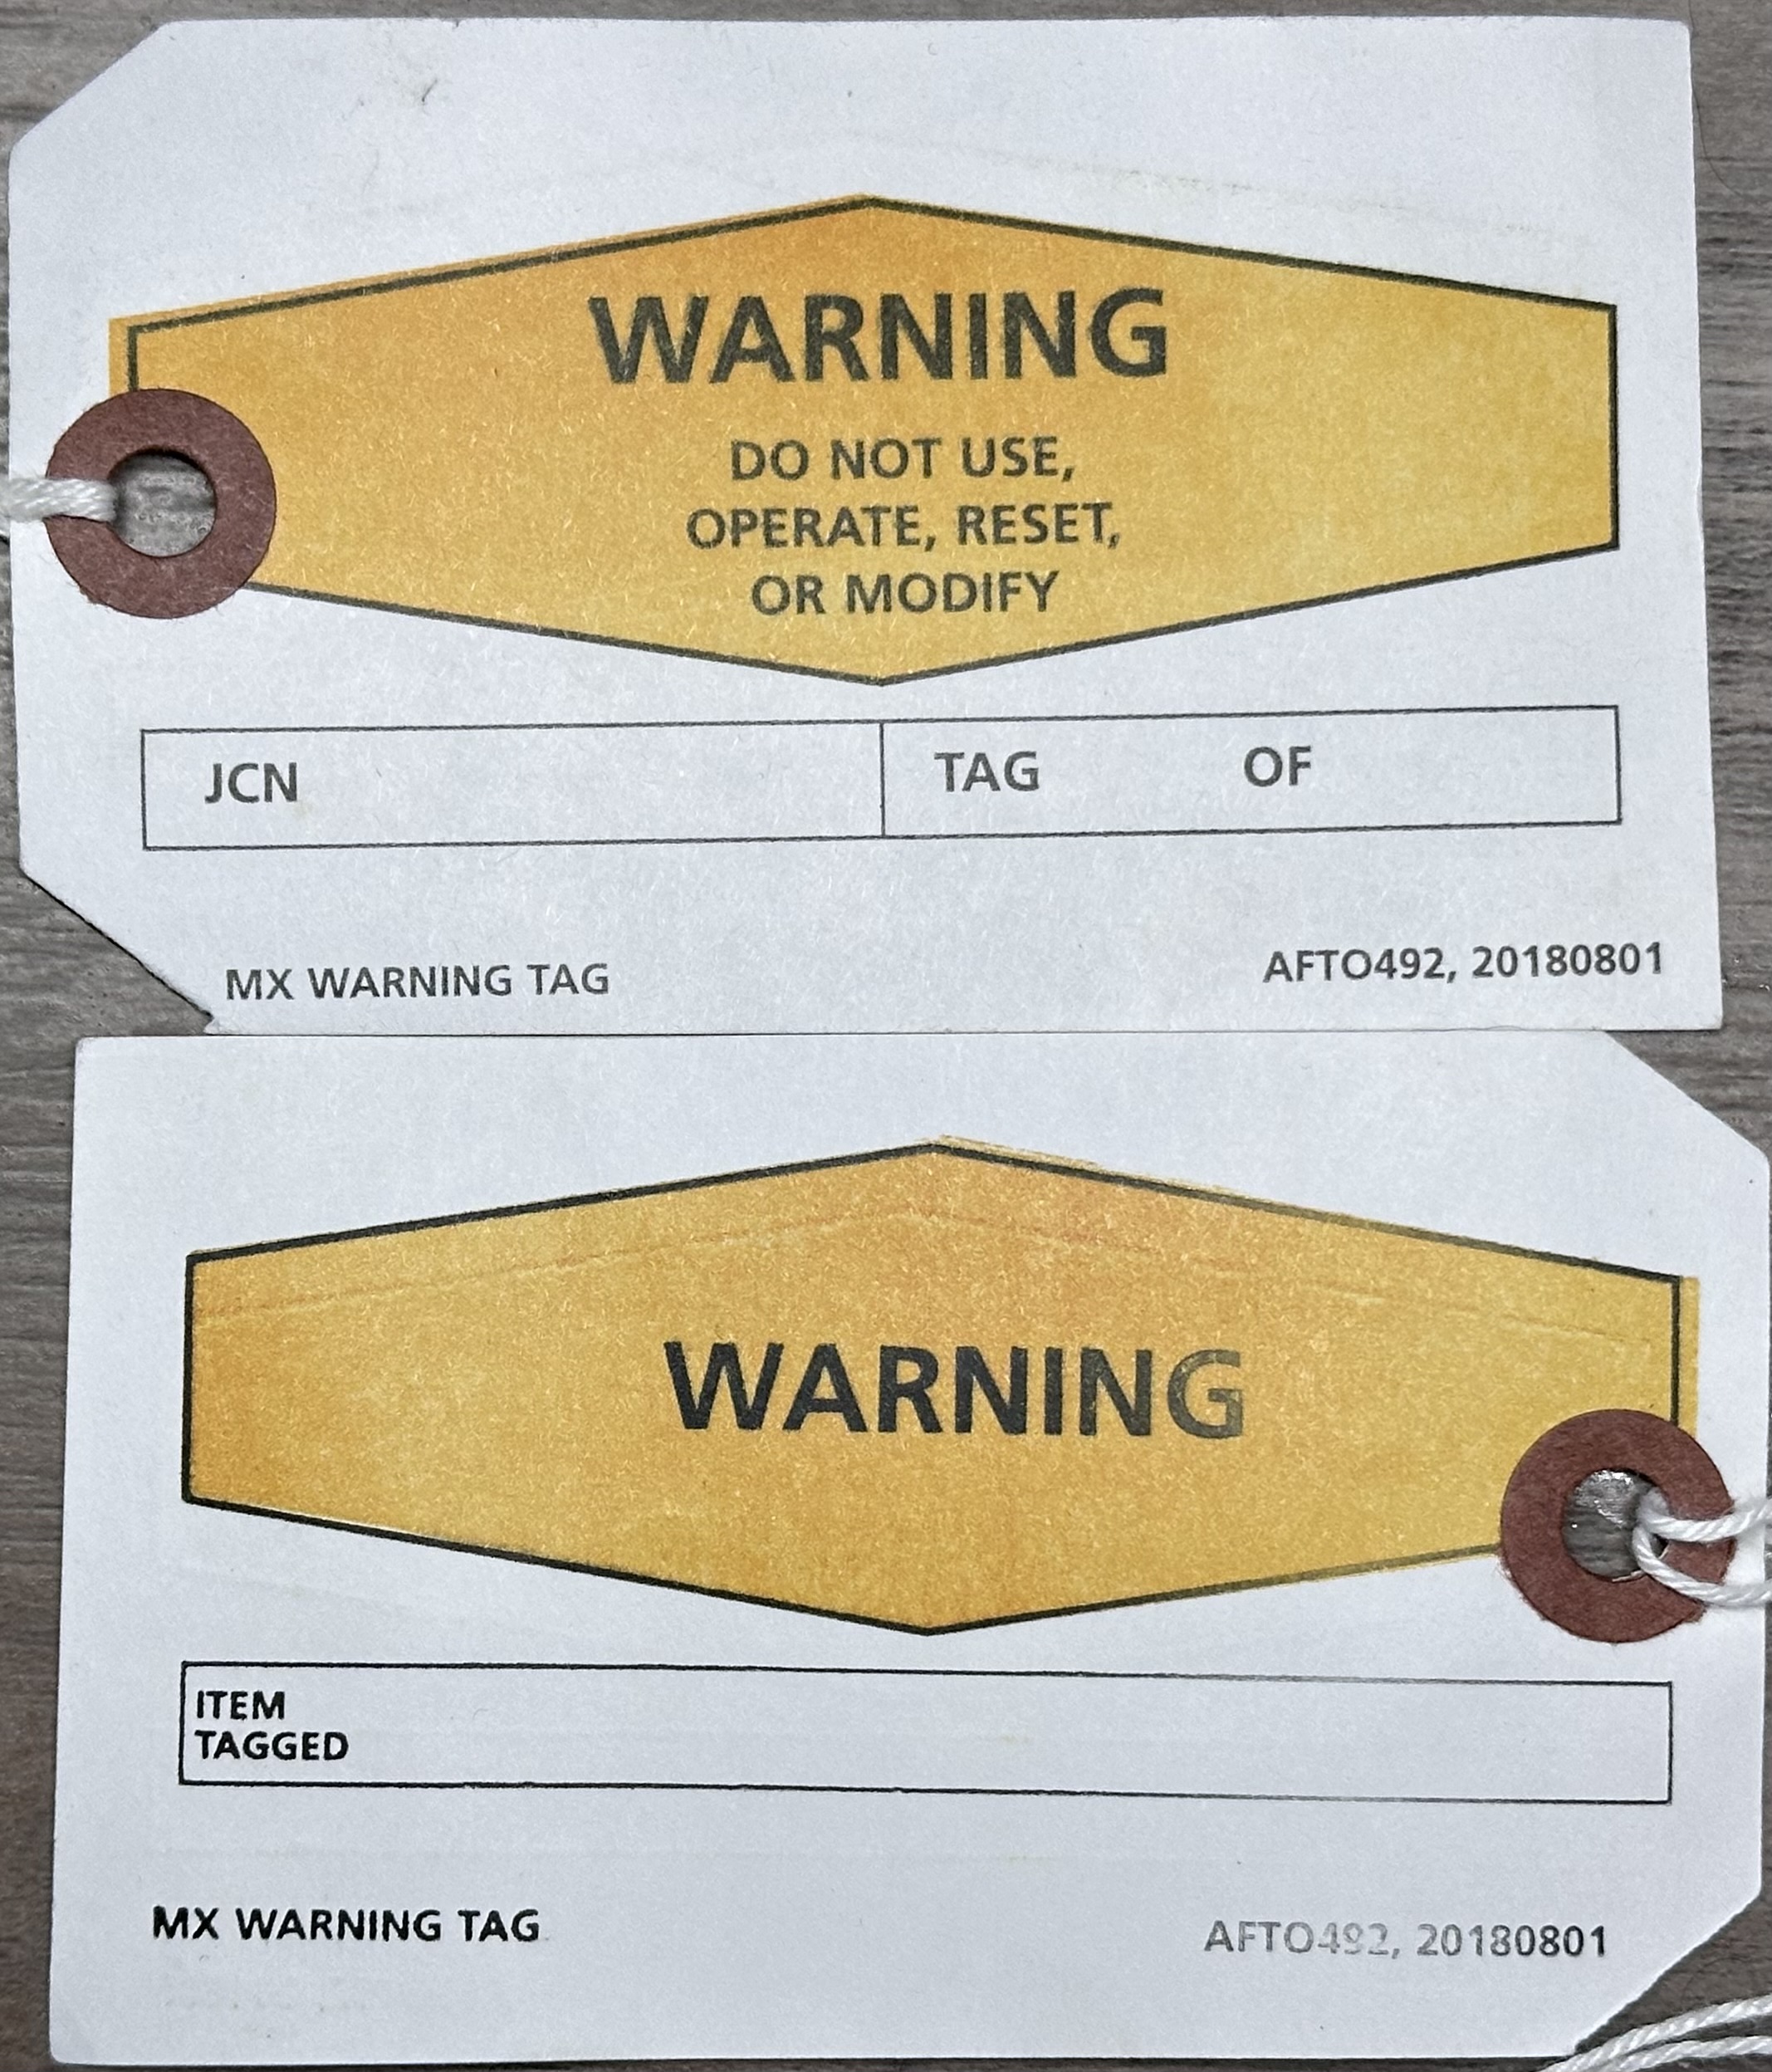 WARNING
DO NOT USE,
OPERATE, RESET,
OR MODIFY
JCN TAG OF
MX WARNING TAG AFTO492, 20180801
WARNING
ITEM
TAGGED
MX WARNING TAG AFTO492, 20180801